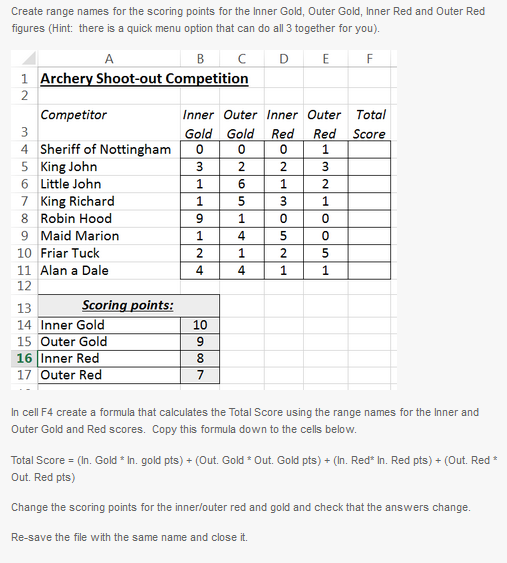 Create range names for the scoring points for the Inner Gold, Outer Gold, Inner Red and Outer Red
figures (Hint: there is a quick menu option that can do all 3 together for you).
A B C D E F
1 Archery Shoot-out Competition
2
Competitor Inner Outer Inner Outer Total
3 Gold Gold Red Red Score
4 Sheriff of Nottingham 0 0 0 1
5 King John 3 2 2 3
6 Little John 1 6 1 2
7 King Richard 1 5 3 1
8 Robin Hood 9 1 0 0
9 Maid Marion 1 4 5 0
10 Friar Tuck 2 1 2 5
11 Alan a Dale 4 4 1 1
12
13 Scoring points:
14 Inner Gold 10
15 Outer Gold 9
16 Inner Red 8
17 Outer Red 7
In cell F4 create a formula that calculates the Total Score using the range names for the Inner and
Outer Gold and Red scores. Copy this formula down to the cells below.
Total Score = (In. Gold * In. gold pts) + (Out. Gold * Out. Gold pts) + (In. Red* In. Red pts) + (Out. Red *
Out. Red pts)
Change the scoring points for the inner/outer red and gold and check that the answers change.
Re-save the file with the same name and close it.